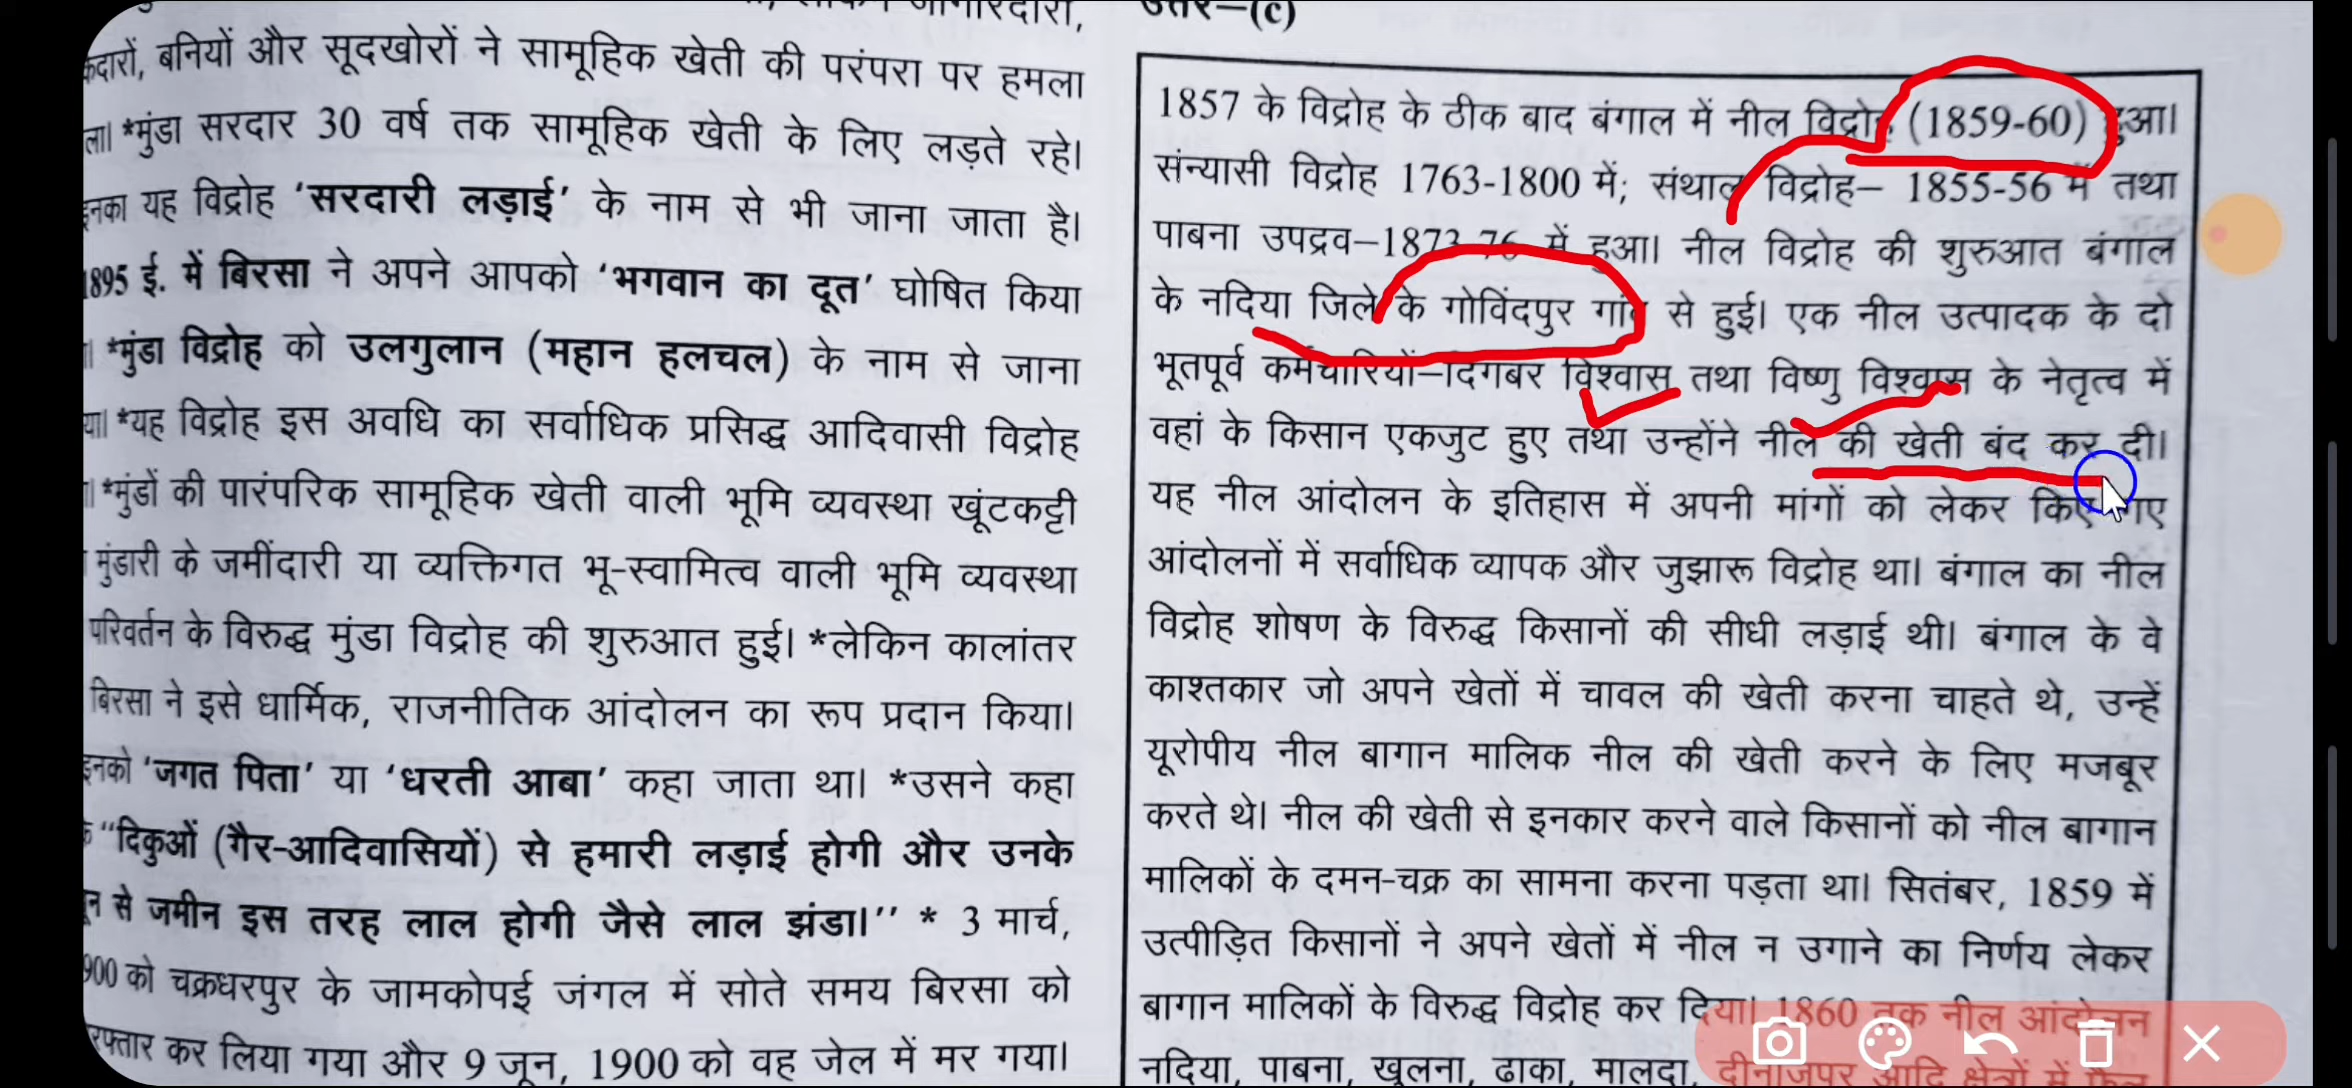 जागीरदारों,
बनियों और सूदखोरों ने सामूहिक खेती की परंपरा पर हमला
*मुंडा सरदार 30 वर्ष तक सामूहिक खेती के लिए लड़ते रहे।
इनका यह विद्रोह ‘सरदारी लड़ाई’ के नाम से भी जाना जाता है।
1895 ई. में बिरसा ने अपने आपको ‘भगवान का दूत’ घोषित किया
*मुंडा विद्रोह को उलगुलान (महान हलचल) के नाम से जाना
*यह विद्रोह इस अवधि का सर्वाधिक प्रसिद्ध आदिवासी विद्रोह
*मुंडों की पारंपरिक सामूहिक खेती वाली भूमि व्यवस्था खूंटकट्टी
मुंडारी के जमींदारी या व्यक्तिगत भू-स्वामित्व वाली भूमि व्यवस्था
परिवर्तन के विरुद्ध मुंडा विद्रोह की शुरुआत हुई। *लेकिन कालांतर
बिरसा ने इसे धार्मिक, राजनीतिक आंदोलन का रूप प्रदान किया।
इनको ‘जगत पिता’ या ‘धरती आबा’ कहा जाता था। *उसने कहा
“दिकुओं (गैर-आदिवासियों) से हमारी लड़ाई होगी और उनके
से जमीन इस तरह लाल होगी जैसे लाल झंडा।’’ * 3 मार्च,
को चक्रधरपुर के जामकोपई जंगल में सोते समय बिरसा को
कर लिया गया और 9 जून, 1900 को वह जेल में मर गया।
उत्तर–(c)
1857 के विद्रोह के ठीक बाद बंगाल में नील विद्रोह (1859-60) हुआ।
संन्यासी विद्रोह 1763-1800 में; संथाल विद्रोह– 1855-56 में तथा
पाबना उपद्रव–1873-76 में हुआ। नील विद्रोह की शुरुआत बंगाल
के नदिया जिले के गोविंदपुर गांव से हुई। एक नील उत्पादक के दो
भूतपूर्व कर्मचारियों–दिगंबर विश्वास तथा विष्णु विश्वास के नेतृत्व में
वहां के किसान एकजुट हुए तथा उन्होंने नील की खेती बंद कर दी।
यह नील आंदोलन के इतिहास में अपनी मांगों को लेकर किए गए
आंदोलनों में सर्वाधिक व्यापक और जुझारू विद्रोह था। बंगाल का नील
विद्रोह शोषण के विरुद्ध किसानों की सीधी लड़ाई थी। बंगाल के वे
काश्तकार जो अपने खेतों में चावल की खेती करना चाहते थे, उन्हें
यूरोपीय नील बागान मालिक नील की खेती करने के लिए मजबूर
करते थे। नील की खेती से इनकार करने वाले किसानों को नील बागान
मालिकों के दमन-चक्र का सामना करना पड़ता था। सितंबर, 1859 में
उत्पीड़ित किसानों ने अपने खेतों में नील न उगाने का निर्णय लेकर
बागान मालिकों के विरुद्ध विद्रोह कर दिया। 1860 तक नील आंदोलन
नदिया, पाबना, खुलना, ढाका, मालदा, दीनाजपुर आदि क्षेत्रों में फैल